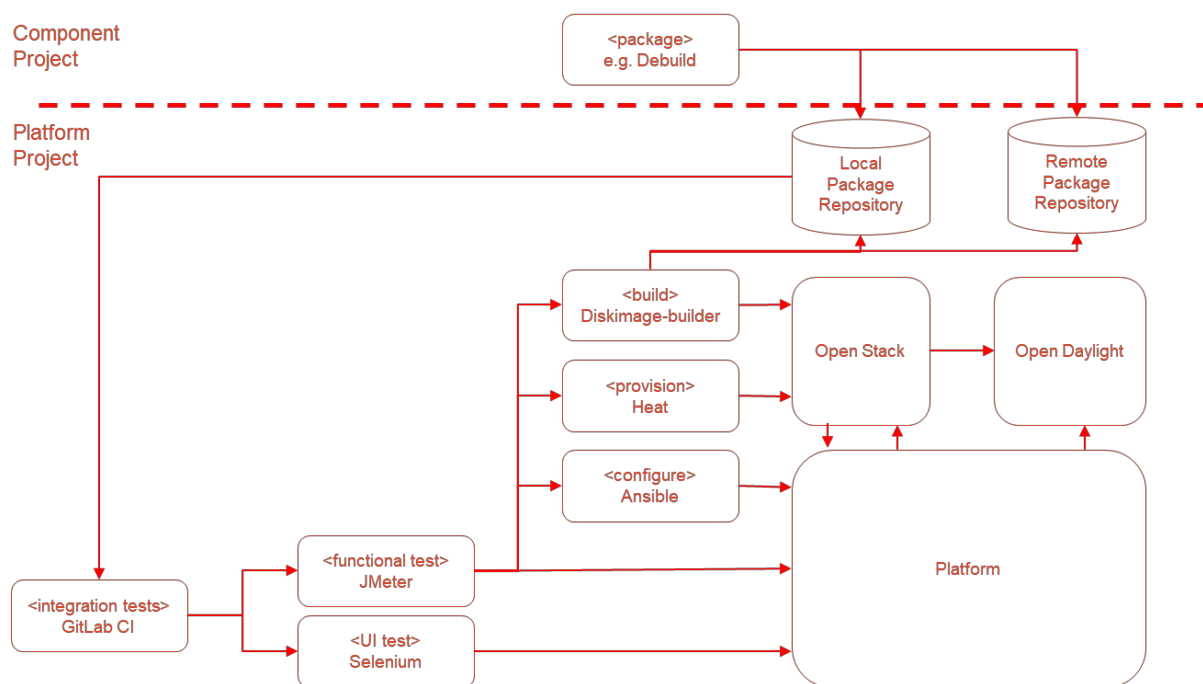 Component
Project
<package>
e.g. Debuild
Platform
Project
Local
Package
Repository
Remote
Package
Repository
<build>
Diskimage-builder
Open Stack
Open Daylight
<provision>
Heat
<configure>
Ansible
<functional test>
JMeter
Platform
<integration tests>
GitLab CI
<UI test>
Selenium